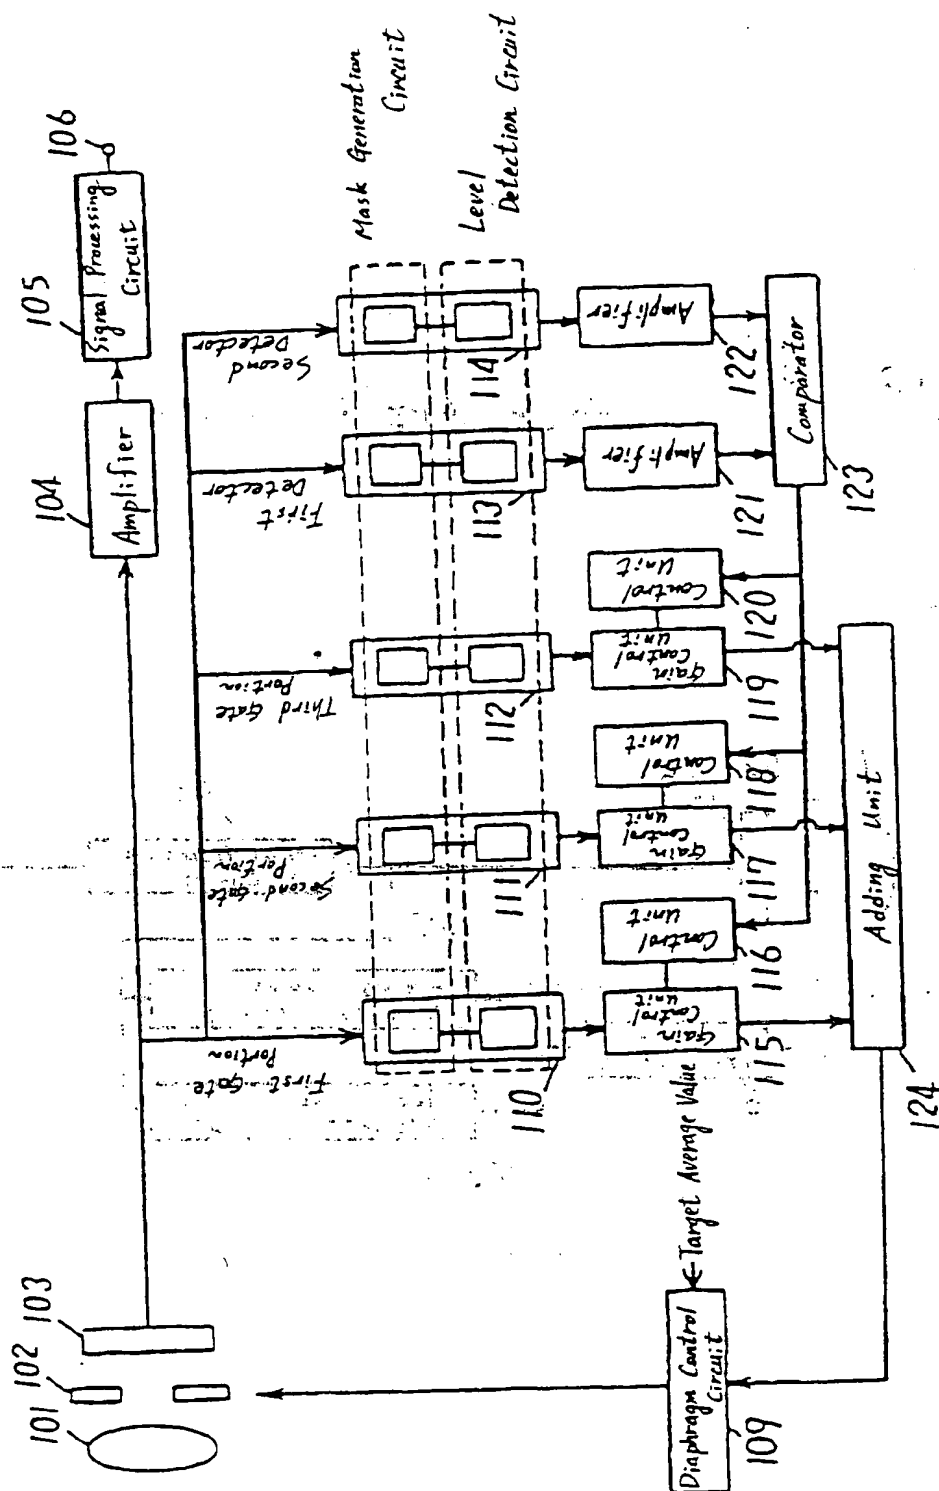 101
102
103
104
Amplifier
105
Signal Processing
Circuit
106
First Gate
Portion
Second Gate
Portion
Third Gate
Portion
First
Detector
Second
Detector
Mask Generation
Circuit
Level
Detection Circuit
110
111
112
113
114
Gain
Control
Unit
115
Control
Unit
116
Gain
Control
Unit
117
Control
Unit
118
Gain
Control
Unit
119
Control
Unit
120
Amplifier
121
Amplifier
122
Comparator
123
Adding Unit
124
Diaphragm Control
Circuit
109
Target Average Value